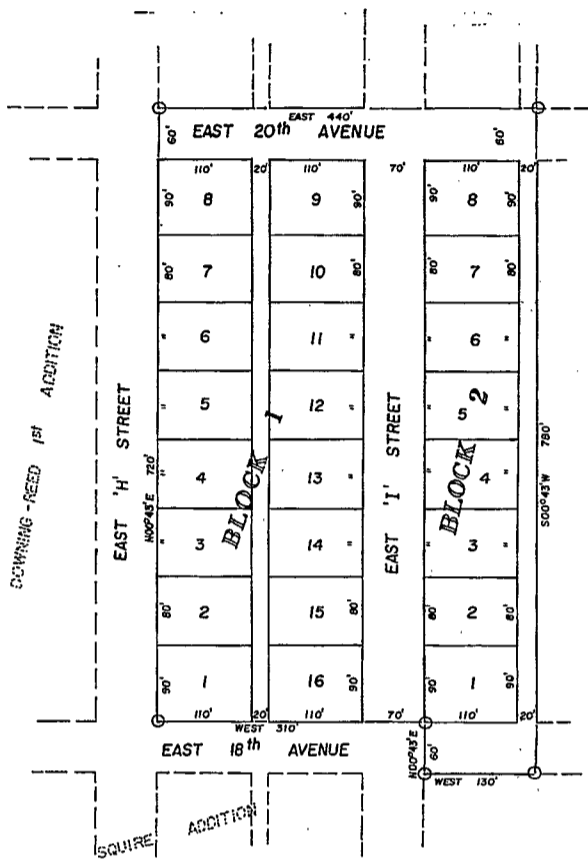 EAST 440'
60' EAST 20th AVENUE 60'
110' 20' 70' 110' 20'
90' 8 9 90' 90' 8 90'
80' 7 10 80' 80' 7 80'
" 6 11 " " 6 "
" 5 12 " " 5 "
" 4 13 " " 4 "
" 3 14 " " 3 "
80' 2 15 80' 80' 2 80'
90' 1 16 90' 90' 1 90'
110' 20' 110' 70' 110' 20'
WEST 310'
EAST 18th AVENUE
60'
WEST 130'
DOWNING-REED 1st ADDITION
EAST 'H' STREET
N00°43'E 720'
BLOCK 1
EAST 'I' STREET
BLOCK 2
S00°43'W 780'
N00°43'E
SQUIRE ADDITION